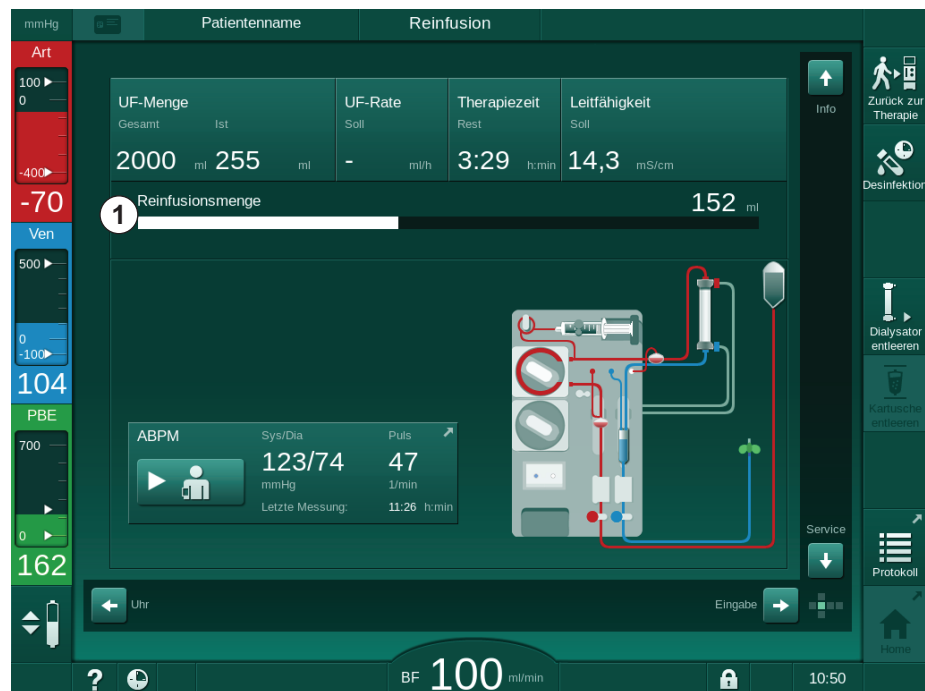 mmHg
Patientenname
Reinfusion
Art
100
0
-400
-70
Ven
500
0
-100
104
PBE
700
0
162
UF-Menge
Gesamt
Ist
2000 ml 255 ml
UF-Rate
Soll
- ml/h
Therapiezeit
Rest
3:29 h:min
Leitfähigkeit
Soll
14,3 mS/cm
1
Reinfusionsmenge
152 ml
ABPM
Sys/Dia
123/74
mmHg
Puls
47
1/min
Letzte Messung:
11:26 h:min
Info
Service
Uhr
Eingabe
Zurück zur
Therapie
Desinfektion
Dialysator
entleeren
Kartusche
entleeren
Protokoll
Home
?
BF 100 ml/min
10:50